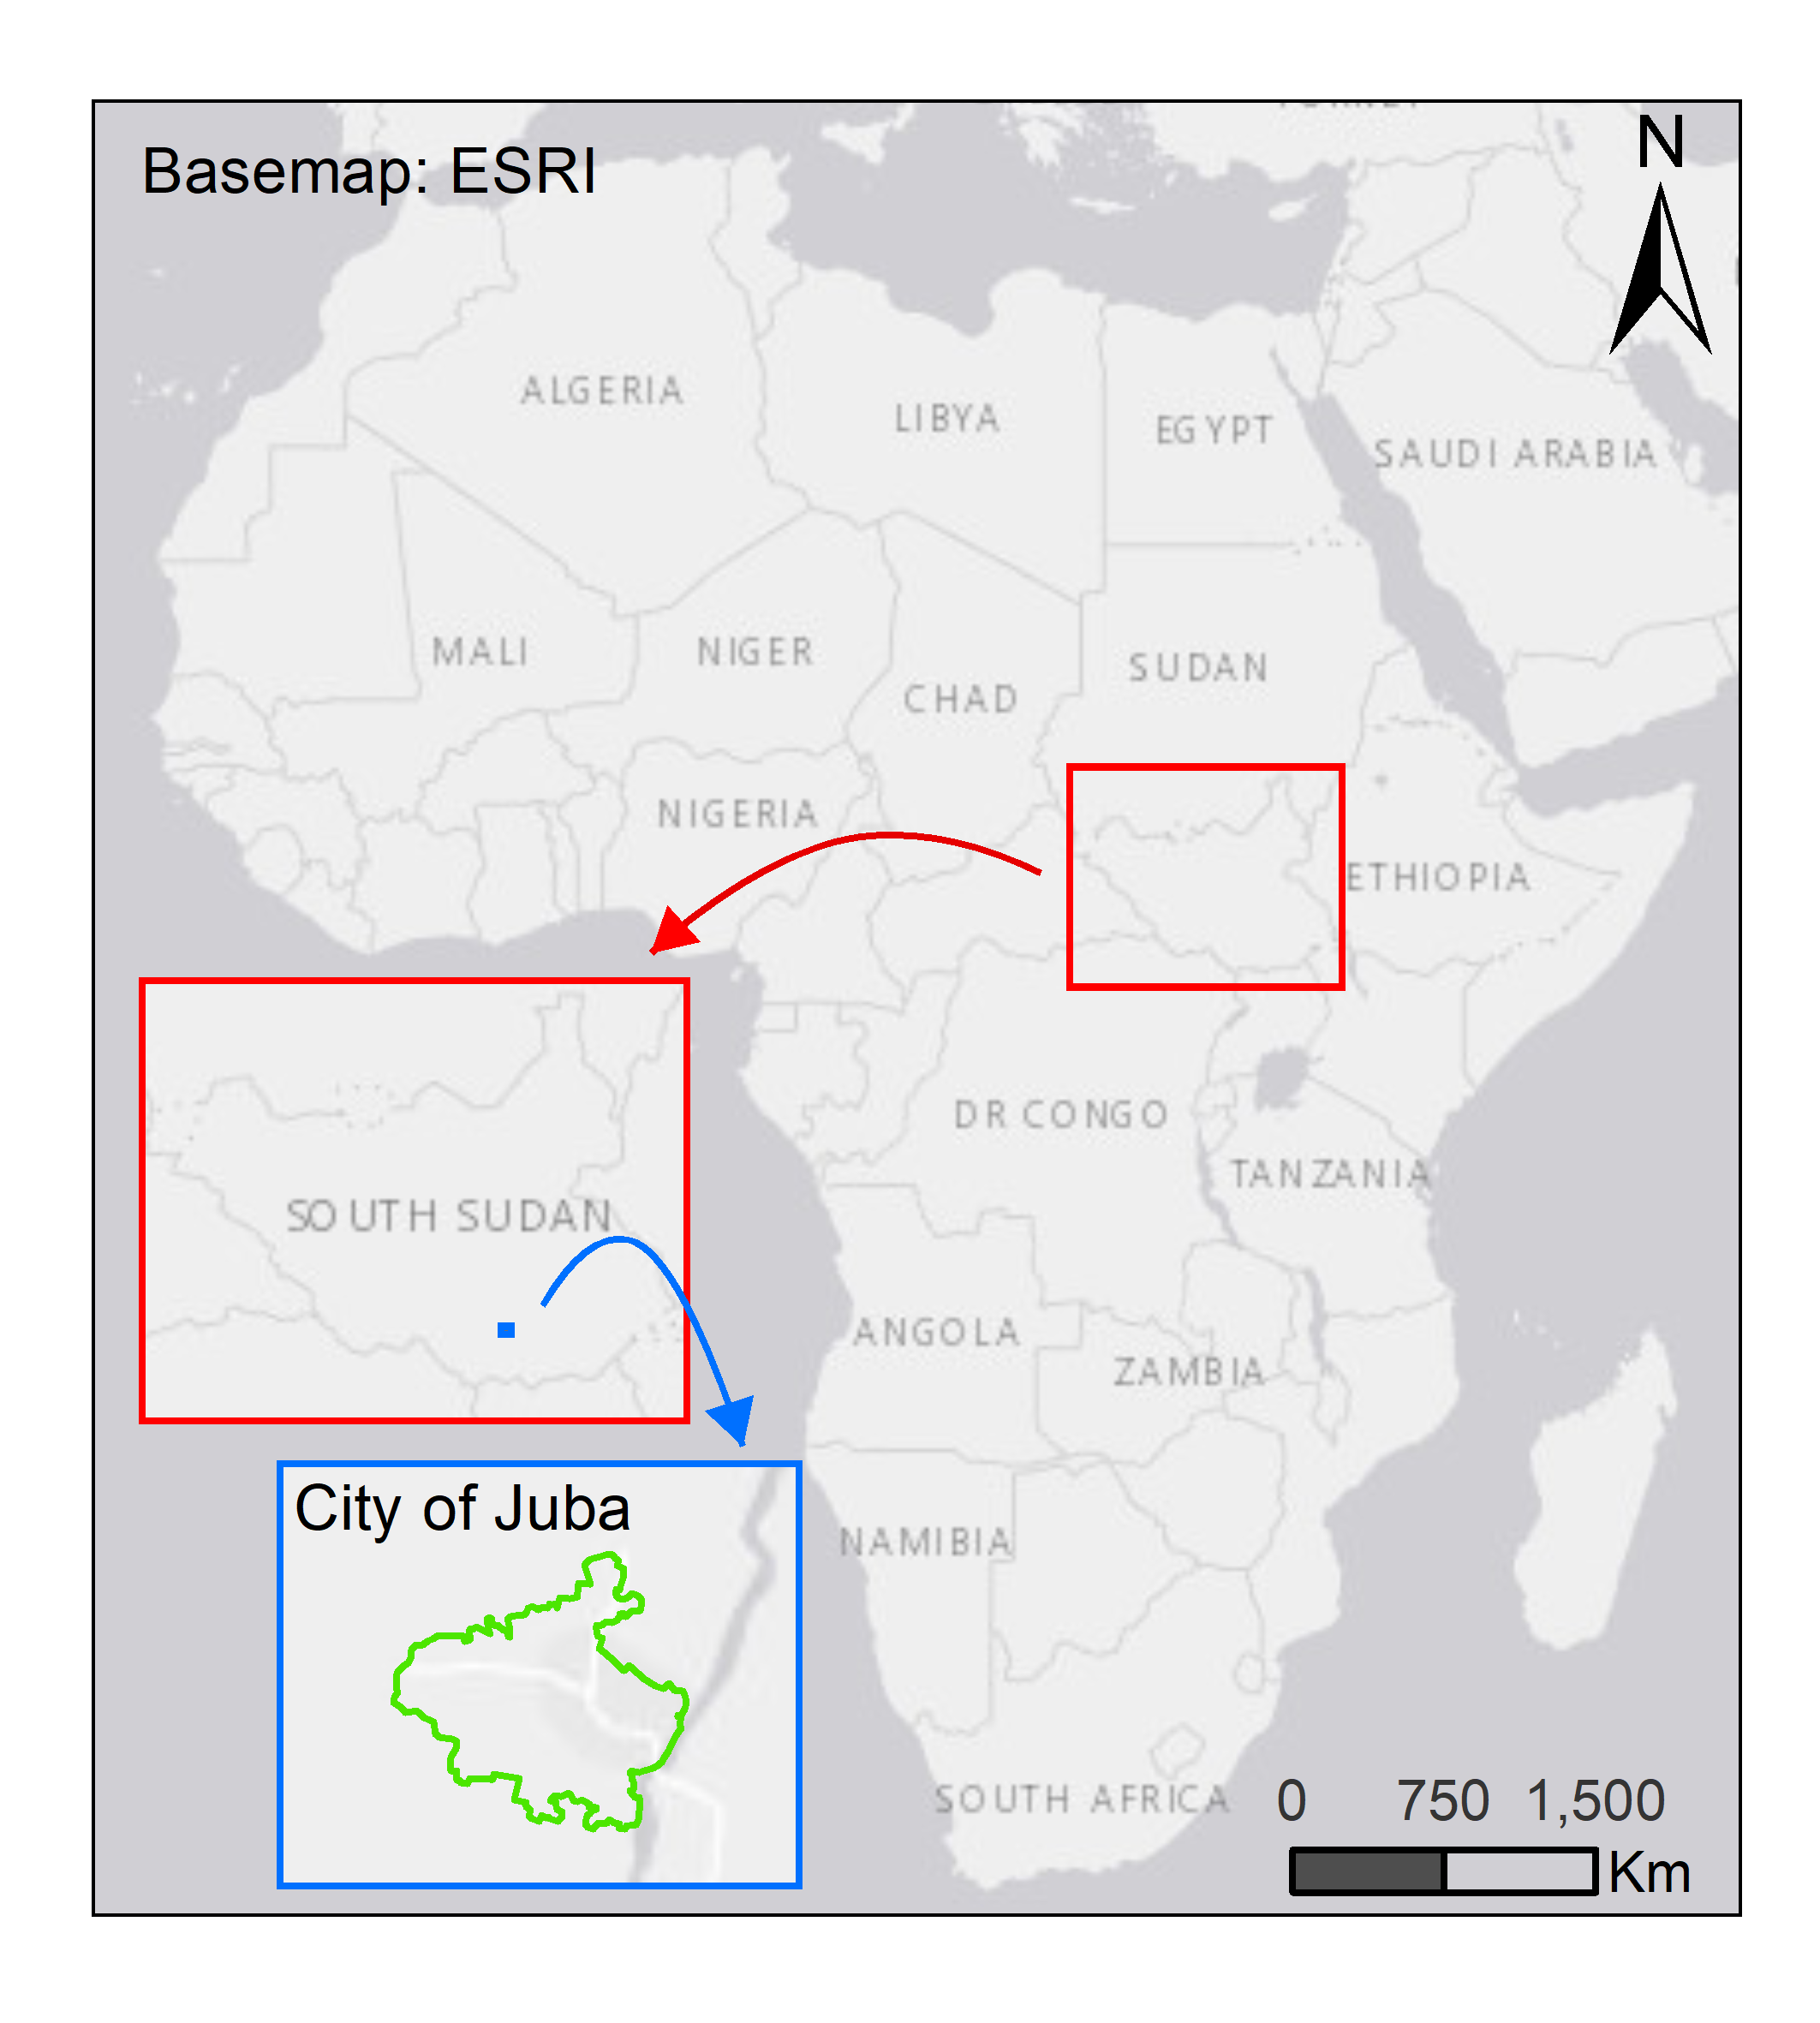 TURKEY
N
Basemap: ESRI
ALGERIA
LIBYA
EGYPT
SAUDI ARABIA
MALI
NIGER
SUDAN
CHAD
NIGERIA
ETHIOPIA
DR CONGO
TANZANIA
SOUTH SUDAN
ANGOLA
ZAMBIA
City of Juba
NAMIBIA
SOUTH AFRICA
0 750 1,500
Km